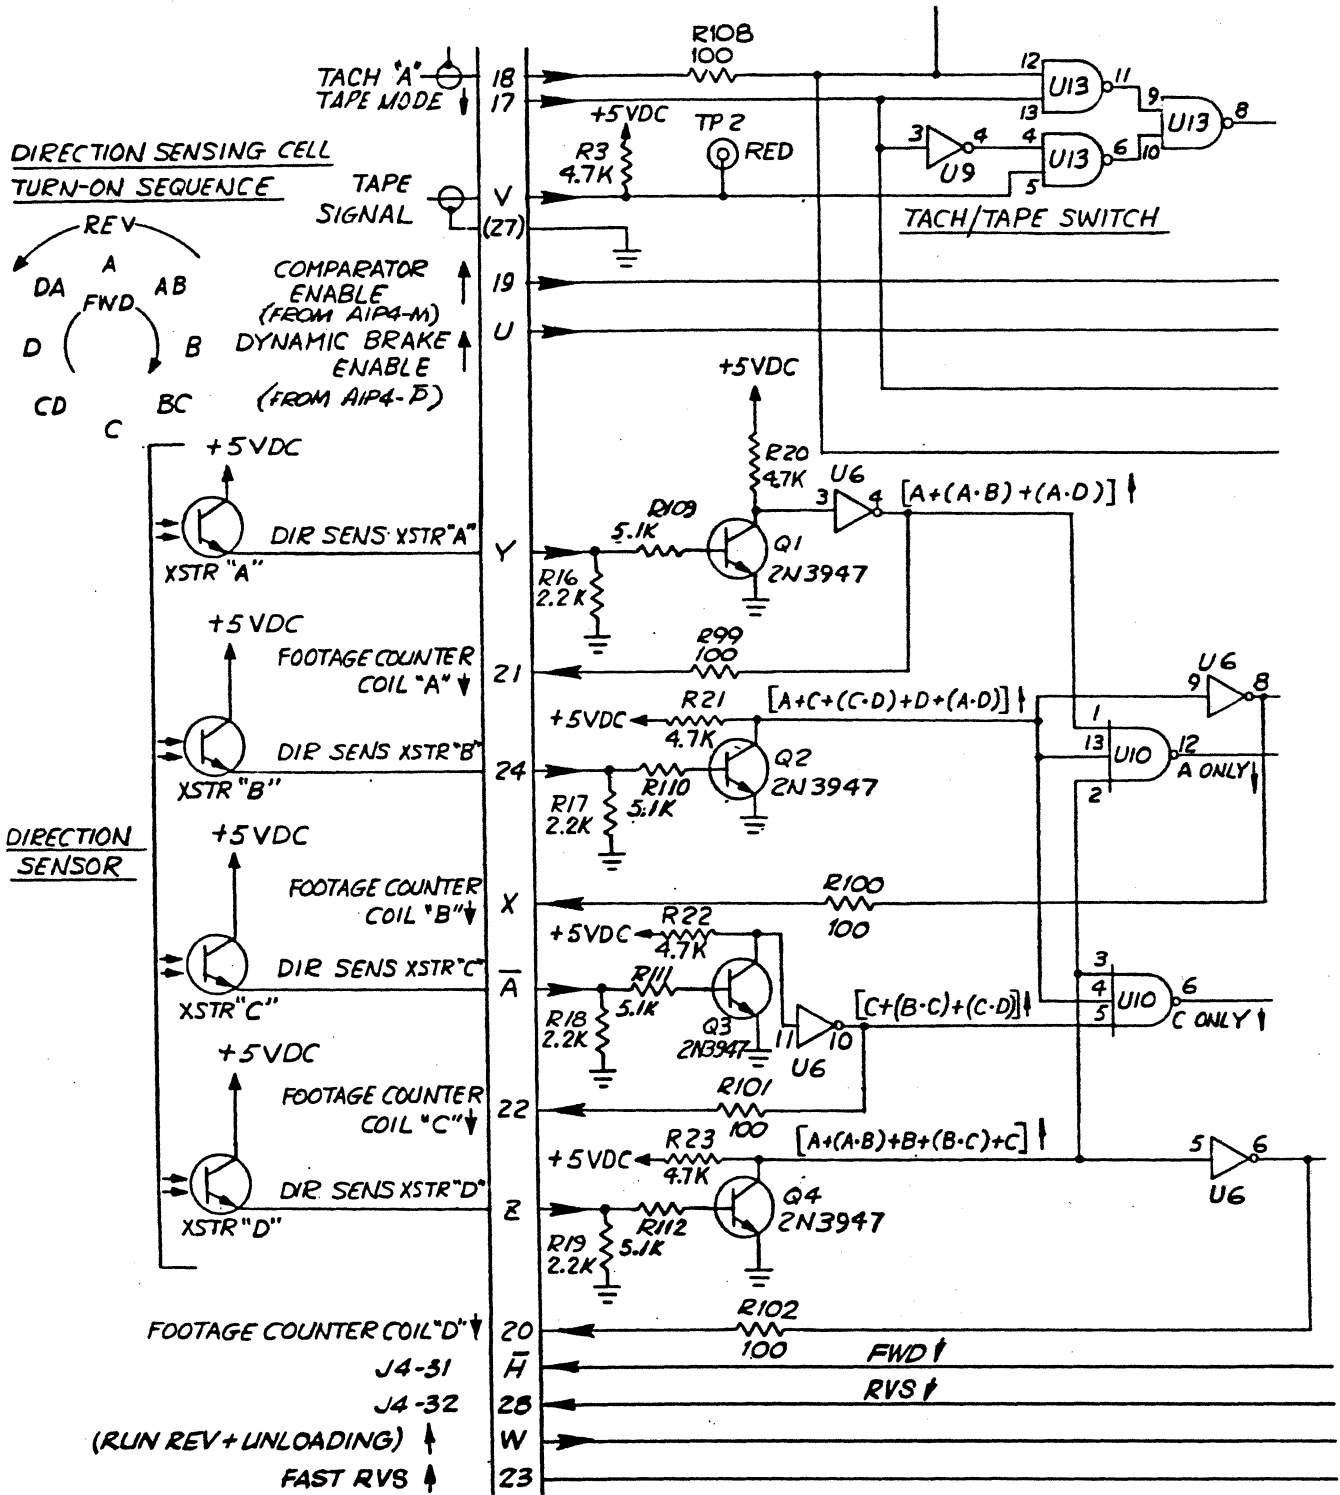 R108
100
TACH "A"
18
TAPE MODE ↓
17
12
13
U13
11
9
10
U13
8
+5VDC
R3
4.7K
TP 2
RED
3
U9
4
4
5
U13
6
TACH/TAPE SWITCH
DIRECTION SENSING CELL
TURN-ON SEQUENCE
REV
A
DA
AB
FWD
D
B
CD
BC
C
TAPE
SIGNAL
V
(27)
COMPARATOR
ENABLE
(FROM A1P4-M)
19
DYNAMIC BRAKE
ENABLE
(FROM A1P4-P̄)
U
+5VDC
R20
4.7K
U6
3
4
[A+(A·B)+(A·D)]
+5VDC
XSTR "A"
DIR SENS XSTR "A"
Y
R109
5.1K
R16
2.2K
Q1
2N3947
FOOTAGE COUNTER
COIL "A" ↓
21
R99
100
+5VDC
XSTR "B"
DIR SENS XSTR "B"
24
+5VDC
R21
4.7K
[A+C+(C·D)+D+(A·D)]
R110
5.1K
R17
2.2K
Q2
2N3947
U6
9
8
1
13
2
U10
12
A ONLY ↓
DIRECTION
SENSOR
FOOTAGE COUNTER
COIL "B" ↓
X
R100
100
+5VDC
XSTR "C"
DIR SENS XSTR "C"
Ā
+5VDC
R22
4.7K
R111
5.1K
R18
2.2K
Q3
2N3947
11
10
U6
[C+(B·C)+(C·D)]
3
4
5
U10
6
C ONLY ↓
FOOTAGE COUNTER
COIL "C" ↓
22
R101
100
+5VDC
XSTR "D"
DIR SENS XSTR "D"
Z̄
+5VDC
R23
4.7K
[A+(A·B)+B+(B·C)+C]
R112
5.1K
R19
2.2K
Q4
2N3947
5
6
U6
FOOTAGE COUNTER COIL "D" ↓
20
R102
100
J4-31
H̄
FWD
J4-32
28
RVS
(RUN REV + UNLOADING) ↑
W
FAST RVS ↑
23